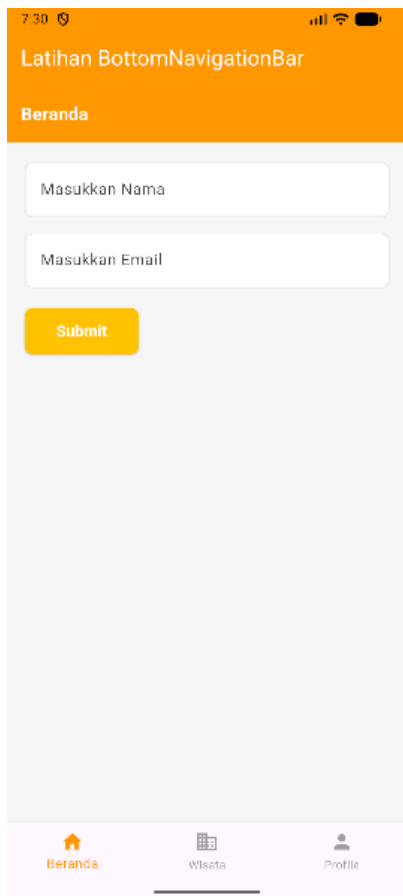 7:30
Latihan BottomNavigationBar
Beranda
Masukkan Nama
Masukkan Email
Submit
Beranda
Wisata
Profile